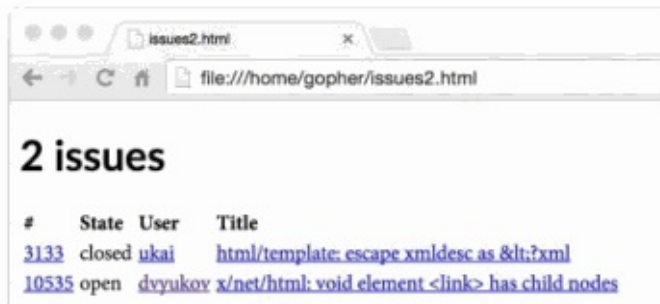 issues2.html
file:///home/gopher/issues2.html
2 issues
# State User Title
3133 closed ukai html/template: escape xmldesc as &lt;?xml
10535 open dvyukov x/net/html: void element <link> has child nodes